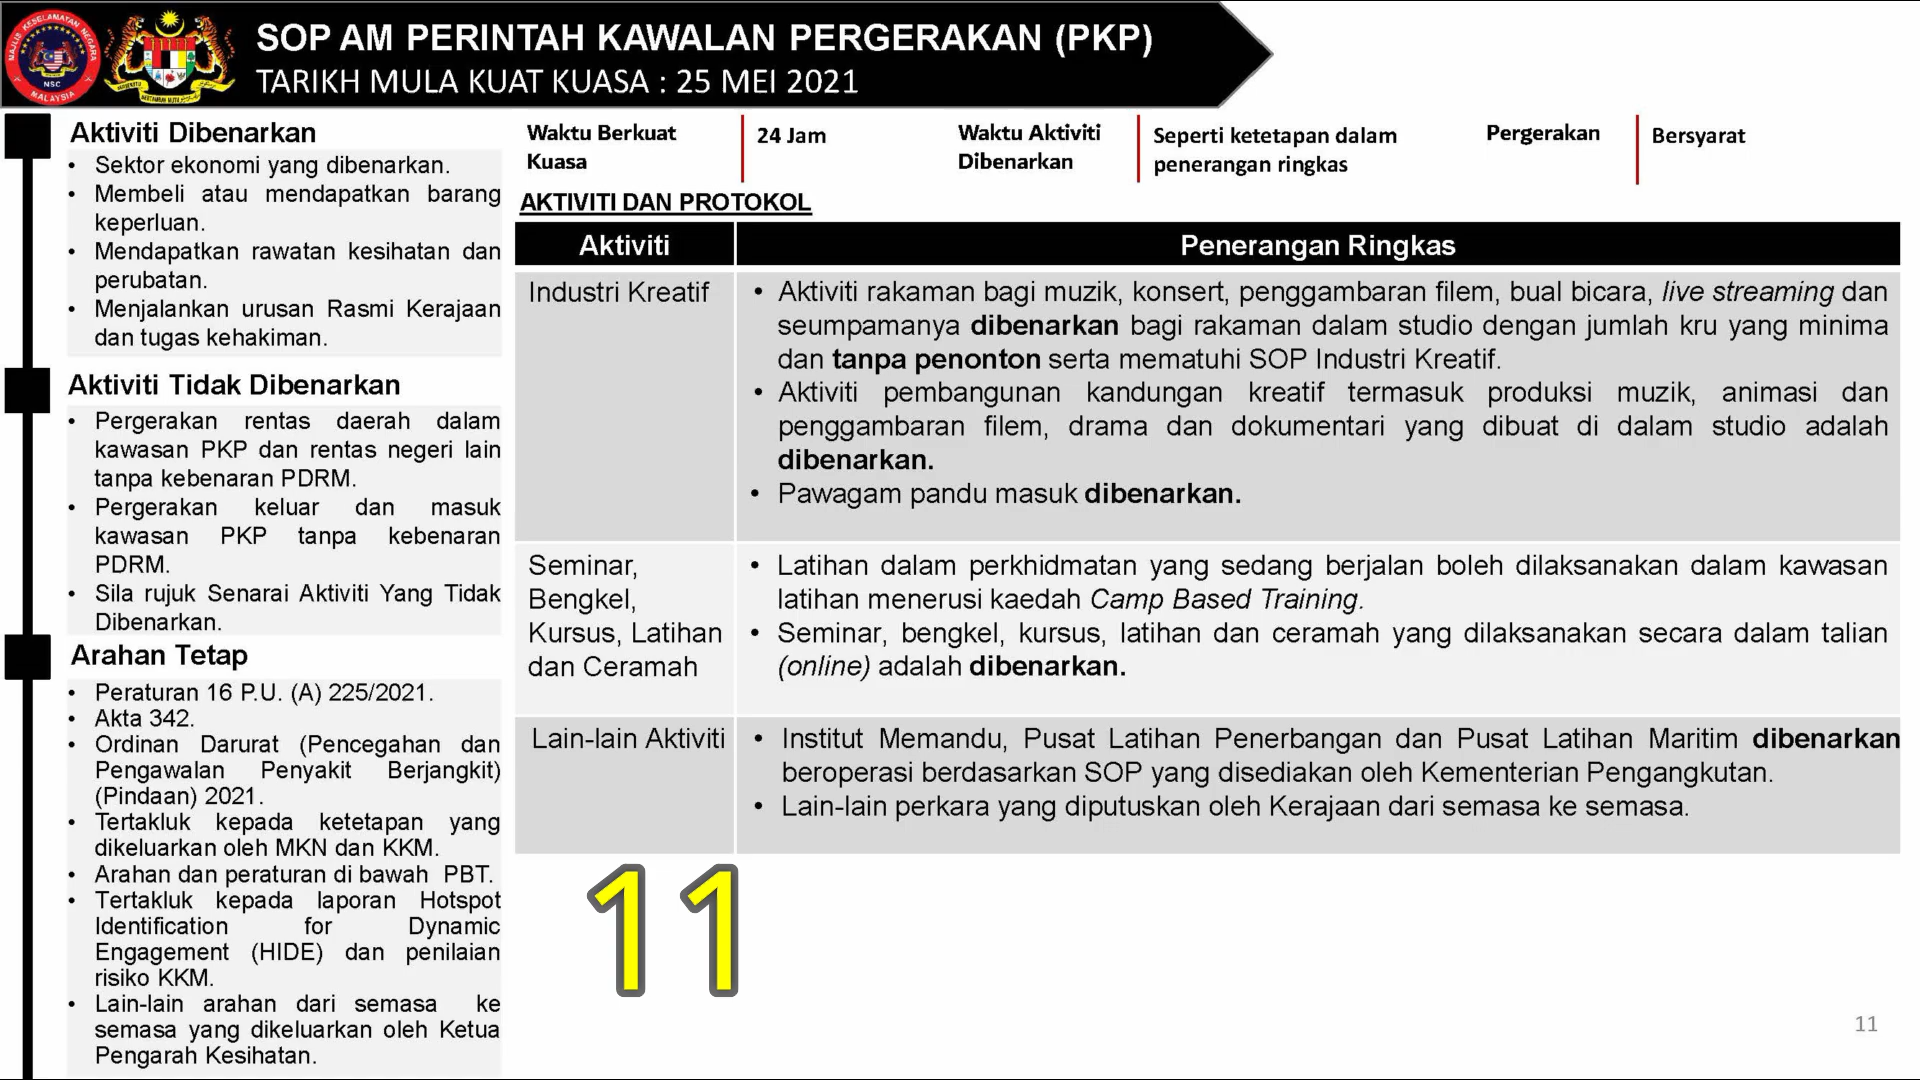 SOP AM PERINTAH KAWALAN PERGERAKAN (PKP)
TARIKH MULA KUAT KUASA : 25 MEI 2021
MAJLIS KESELAMATAN NEGARA
NSC
MALAYSIA
Aktiviti Dibenarkan
• Sektor ekonomi yang dibenarkan.
• Membeli atau mendapatkan barang
keperluan.
• Mendapatkan rawatan kesihatan dan
perubatan.
• Menjalankan urusan Rasmi Kerajaan
dan tugas kehakiman.
Aktiviti Tidak Dibenarkan
• Pergerakan rentas daerah dalam
kawasan PKP dan rentas negeri lain
tanpa kebenaran PDRM.
• Pergerakan keluar dan masuk
kawasan PKP tanpa kebenaran
PDRM.
• Sila rujuk Senarai Aktiviti Yang Tidak
Dibenarkan.
Arahan Tetap
• Peraturan 16 P.U. (A) 225/2021.
• Akta 342.
• Ordinan Darurat (Pencegahan dan
Pengawalan Penyakit Berjangkit)
(Pindaan) 2021.
• Tertakluk kepada ketetapan yang
dikeluarkan oleh MKN dan KKM.
• Arahan dan peraturan di bawah PBT.
• Tertakluk kepada laporan Hotspot
Identification for Dynamic
Engagement (HIDE) dan penilaian
risiko KKM.
• Lain-lain arahan dari semasa ke
semasa yang dikeluarkan oleh Ketua
Pengarah Kesihatan.
Waktu Berkuat
Kuasa
24 Jam
Waktu Aktiviti
Dibenarkan
Seperti ketetapan dalam
penerangan ringkas
Pergerakan
Bersyarat
AKTIVITI DAN PROTOKOL
Aktiviti
Penerangan Ringkas
Industri Kreatif
• Aktiviti rakaman bagi muzik, konsert, penggambaran filem, bual bicara, live streaming dan
seumpamanya dibenarkan bagi rakaman dalam studio dengan jumlah kru yang minima
dan tanpa penonton serta mematuhi SOP Industri Kreatif.
• Aktiviti pembangunan kandungan kreatif termasuk produksi muzik, animasi dan
penggambaran filem, drama dan dokumentari yang dibuat di dalam studio adalah
dibenarkan.
• Pawagam pandu masuk dibenarkan.
Seminar,
Bengkel,
Kursus, Latihan
dan Ceramah
• Latihan dalam perkhidmatan yang sedang berjalan boleh dilaksanakan dalam kawasan
latihan menerusi kaedah Camp Based Training.
• Seminar, bengkel, kursus, latihan dan ceramah yang dilaksanakan secara dalam talian
(online) adalah dibenarkan.
Lain-lain Aktiviti
• Institut Memandu, Pusat Latihan Penerbangan dan Pusat Latihan Maritim dibenarkan
beroperasi berdasarkan SOP yang disediakan oleh Kementerian Pengangkutan.
• Lain-lain perkara yang diputuskan oleh Kerajaan dari semasa ke semasa.
11
11